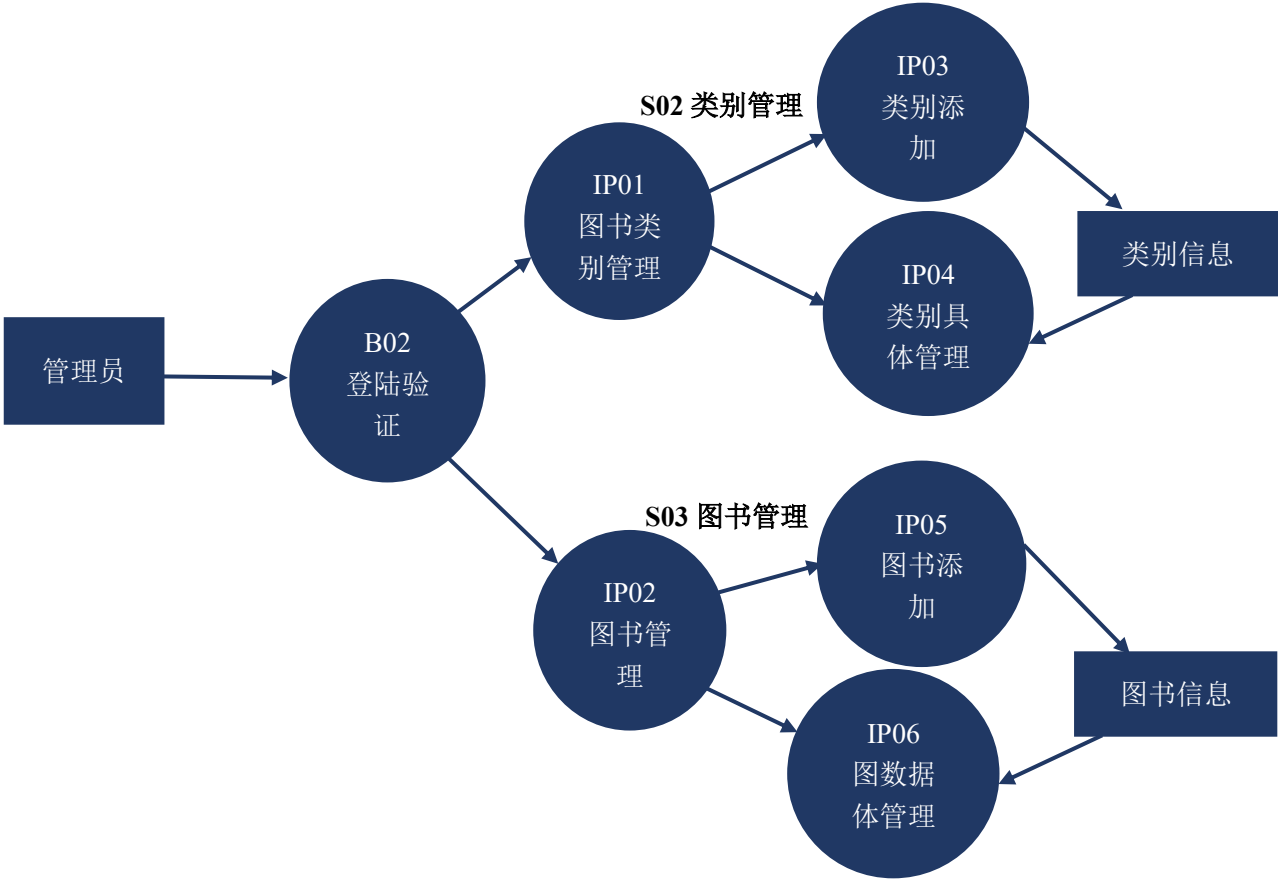 管理员
B02
登陆验
证
S02 类别管理
IP01
图书类
别管理
IP03
类别添
加
IP04
类别具
体管理
类别信息
S03 图书管理
IP02
图书管
理
IP05
图书添
加
IP06
图数据
体管理
图书信息